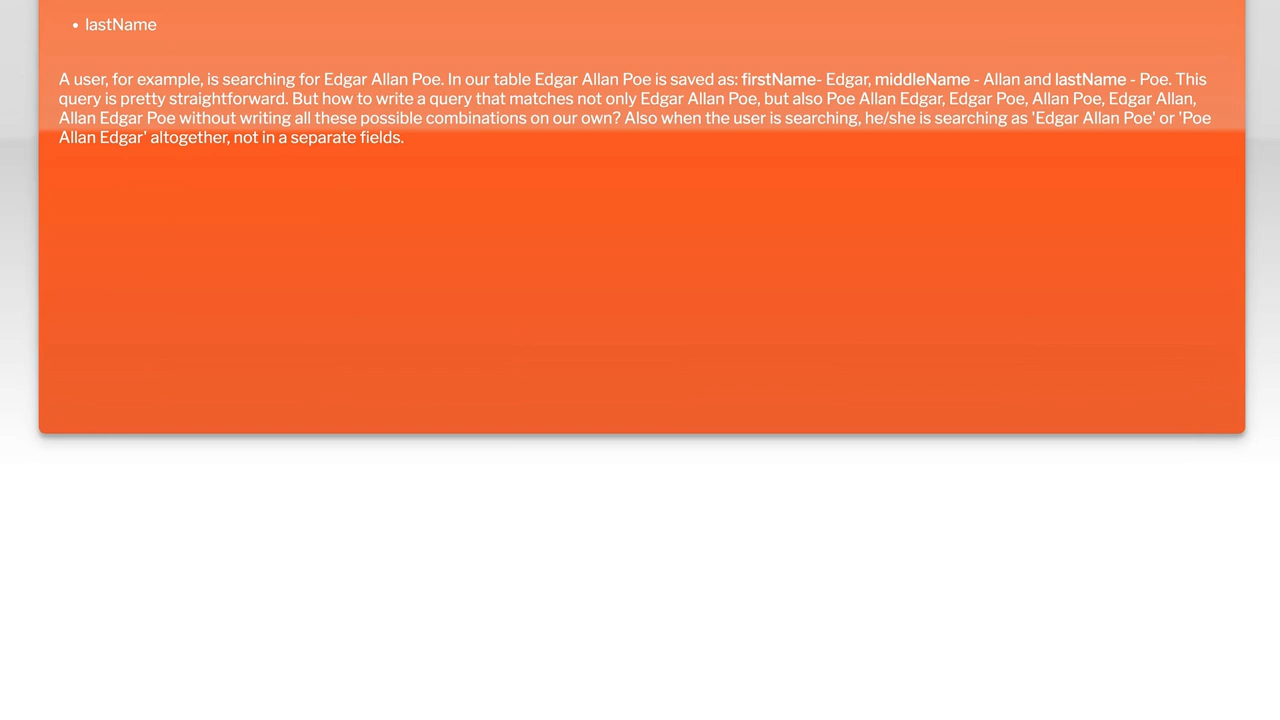 • lastName
A user, for example, is searching for Edgar Allan Poe. In our table Edgar Allan Poe is saved as: firstName- Edgar, middleName - Allan and lastName - Poe. This
query is pretty straightforward. But how to write a query that matches not only Edgar Allan Poe, but also Poe Allan Edgar, Edgar Poe, Allan Poe, Edgar Allan,
Allan Edgar Poe without writing all these possible combinations on our own? Also when the user is searching, he/she is searching as 'Edgar Allan Poe' or 'Poe
Allan Edgar' altogether, not in a separate fields.